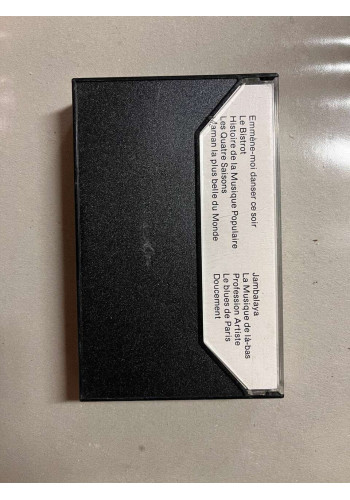 Emmène-moi danser ce soir
Le Bistrot
Histoire de la Musique Populaire
Les Quatre Saisons
Maman la plus belle du Monde
Jambalaya
La Musique de là-bas
Profession Artiste
Le blues de Paris
Doucement